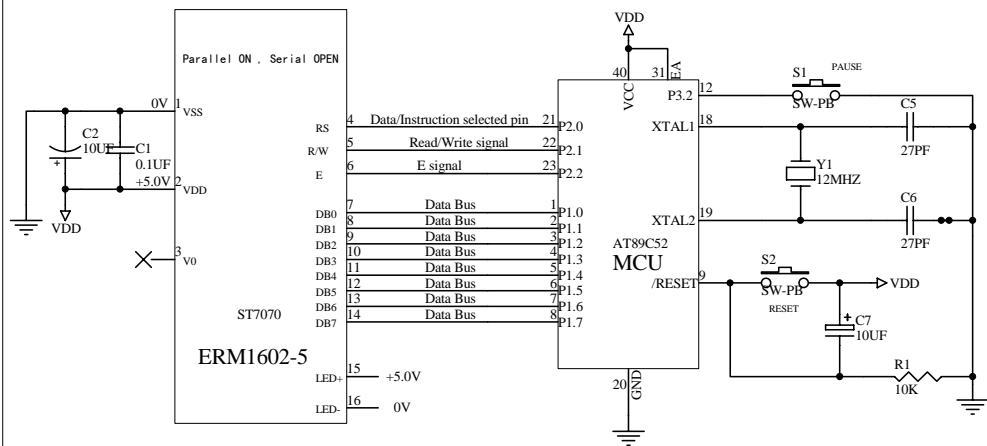 VDD
Parallel ON , Serial OPEN
0V 1 VSS
C2
10UF
C1
0.1UF
+5.0V 2 VDD
VDD
3 V0
RS 4 Data/Instruction selected pin 21 P2.0
R/W 5 Read/Write signal 22 P2.1
E 6 E signal 23 P2.2
DB0 7 Data Bus 1 P1.0
DB1 8 Data Bus 2 P1.1
DB2 9 Data Bus 3 P1.2
DB3 10 Data Bus 4 P1.3
DB4 11 Data Bus 5 P1.4
DB5 12 Data Bus 6 P1.5
DB6 13 Data Bus 7 P1.6
DB7 14 Data Bus 8 P1.7
ST7070
ERM1602-5
LED+ 15 +5.0V
LED- 16 0V
40 VCC
31 EA
P3.2 12
XTAL1 18
XTAL2 19
AT89C52
MCU
/RESET 9
20 GND
S1 PAUSE
SW-PB
C5
27PF
Y1
12MHZ
C6
27PF
S2
SW-PB
RESET
VDD
+
C7
10UF
R1
10K
+